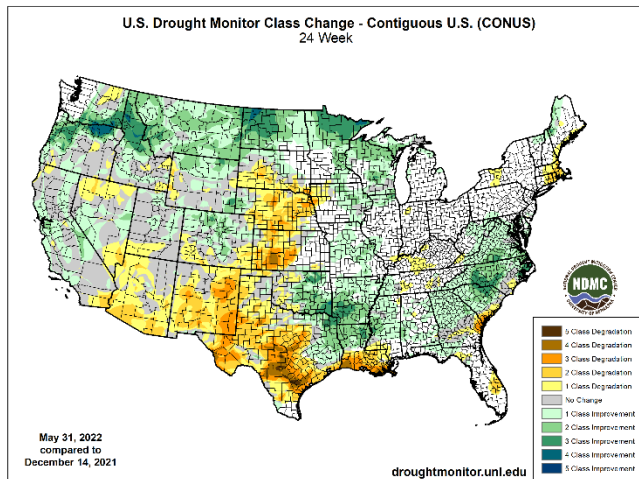 U.S. Drought Monitor Class Change - Contiguous U.S. (CONUS)
24 Week
NDMC
5 Class Degradation
4 Class Degradation
3 Class Degradation
2 Class Degradation
1 Class Degradation
No Change
1 Class Improvement
2 Class Improvement
3 Class Improvement
4 Class Improvement
5 Class Improvement
May 31, 2022
compared to
December 14, 2021
droughtmonitor.unl.edu